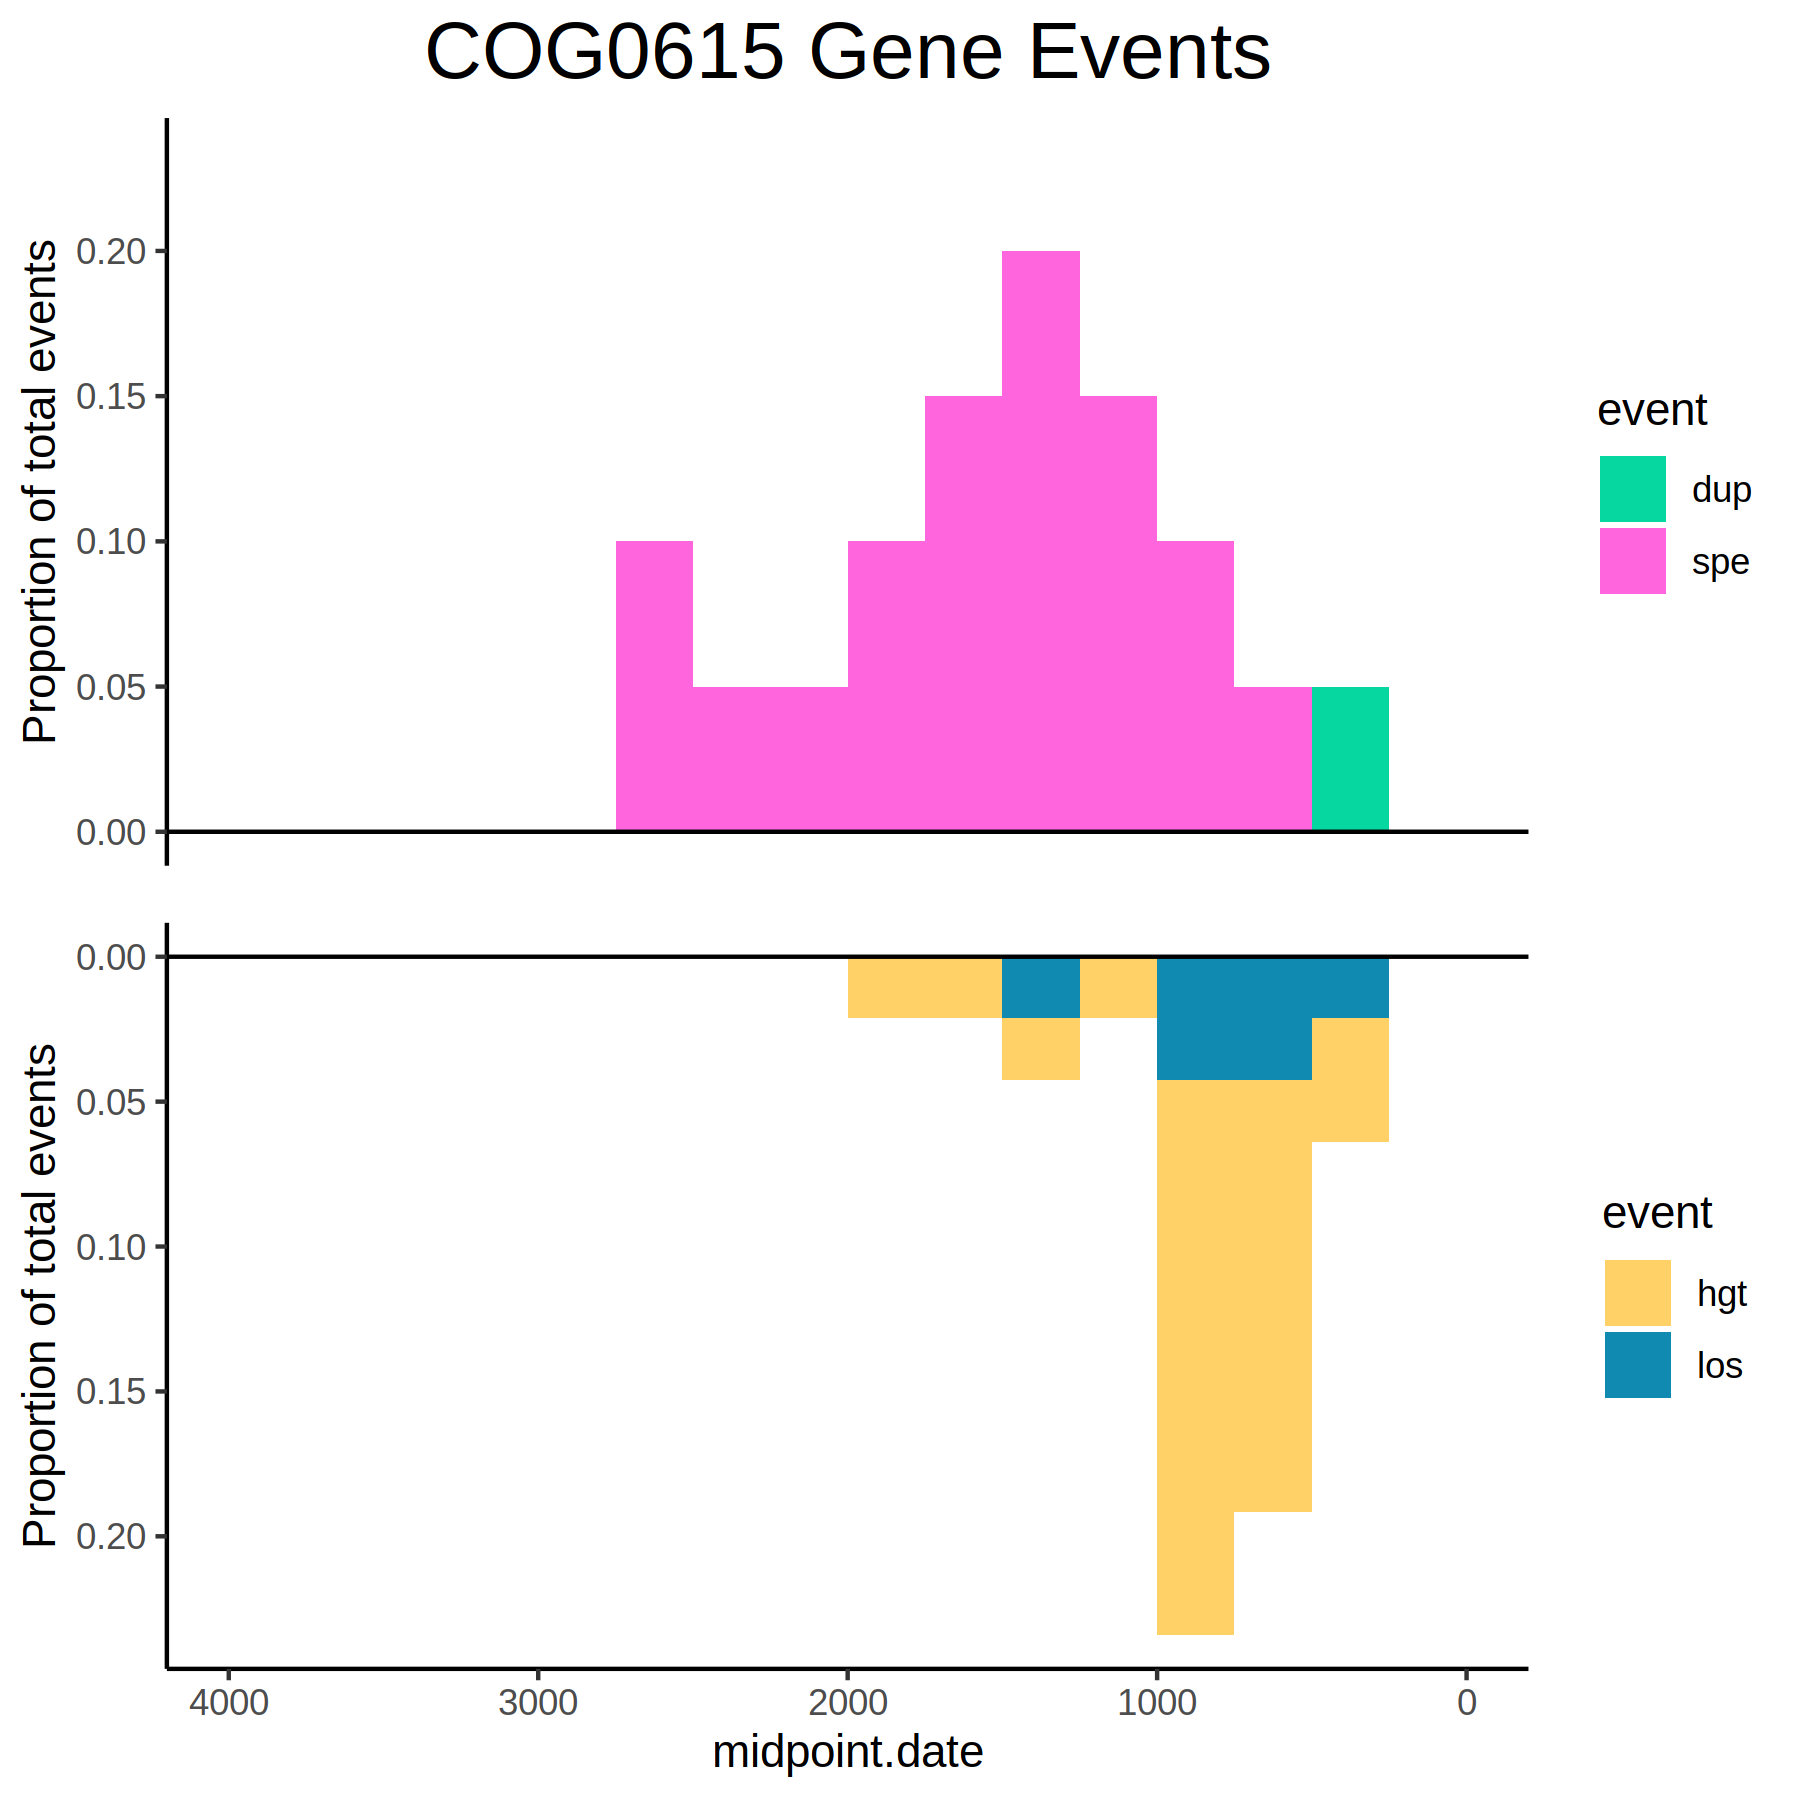 COG0615 Gene Events
Proportion of total events
0.20
0.15
0.10
0.05
0.00
event
dup
spe
Proportion of total events
0.00
0.05
0.10
0.15
0.20
event
hgt
los
4000 3000 2000 1000 0
midpoint.date